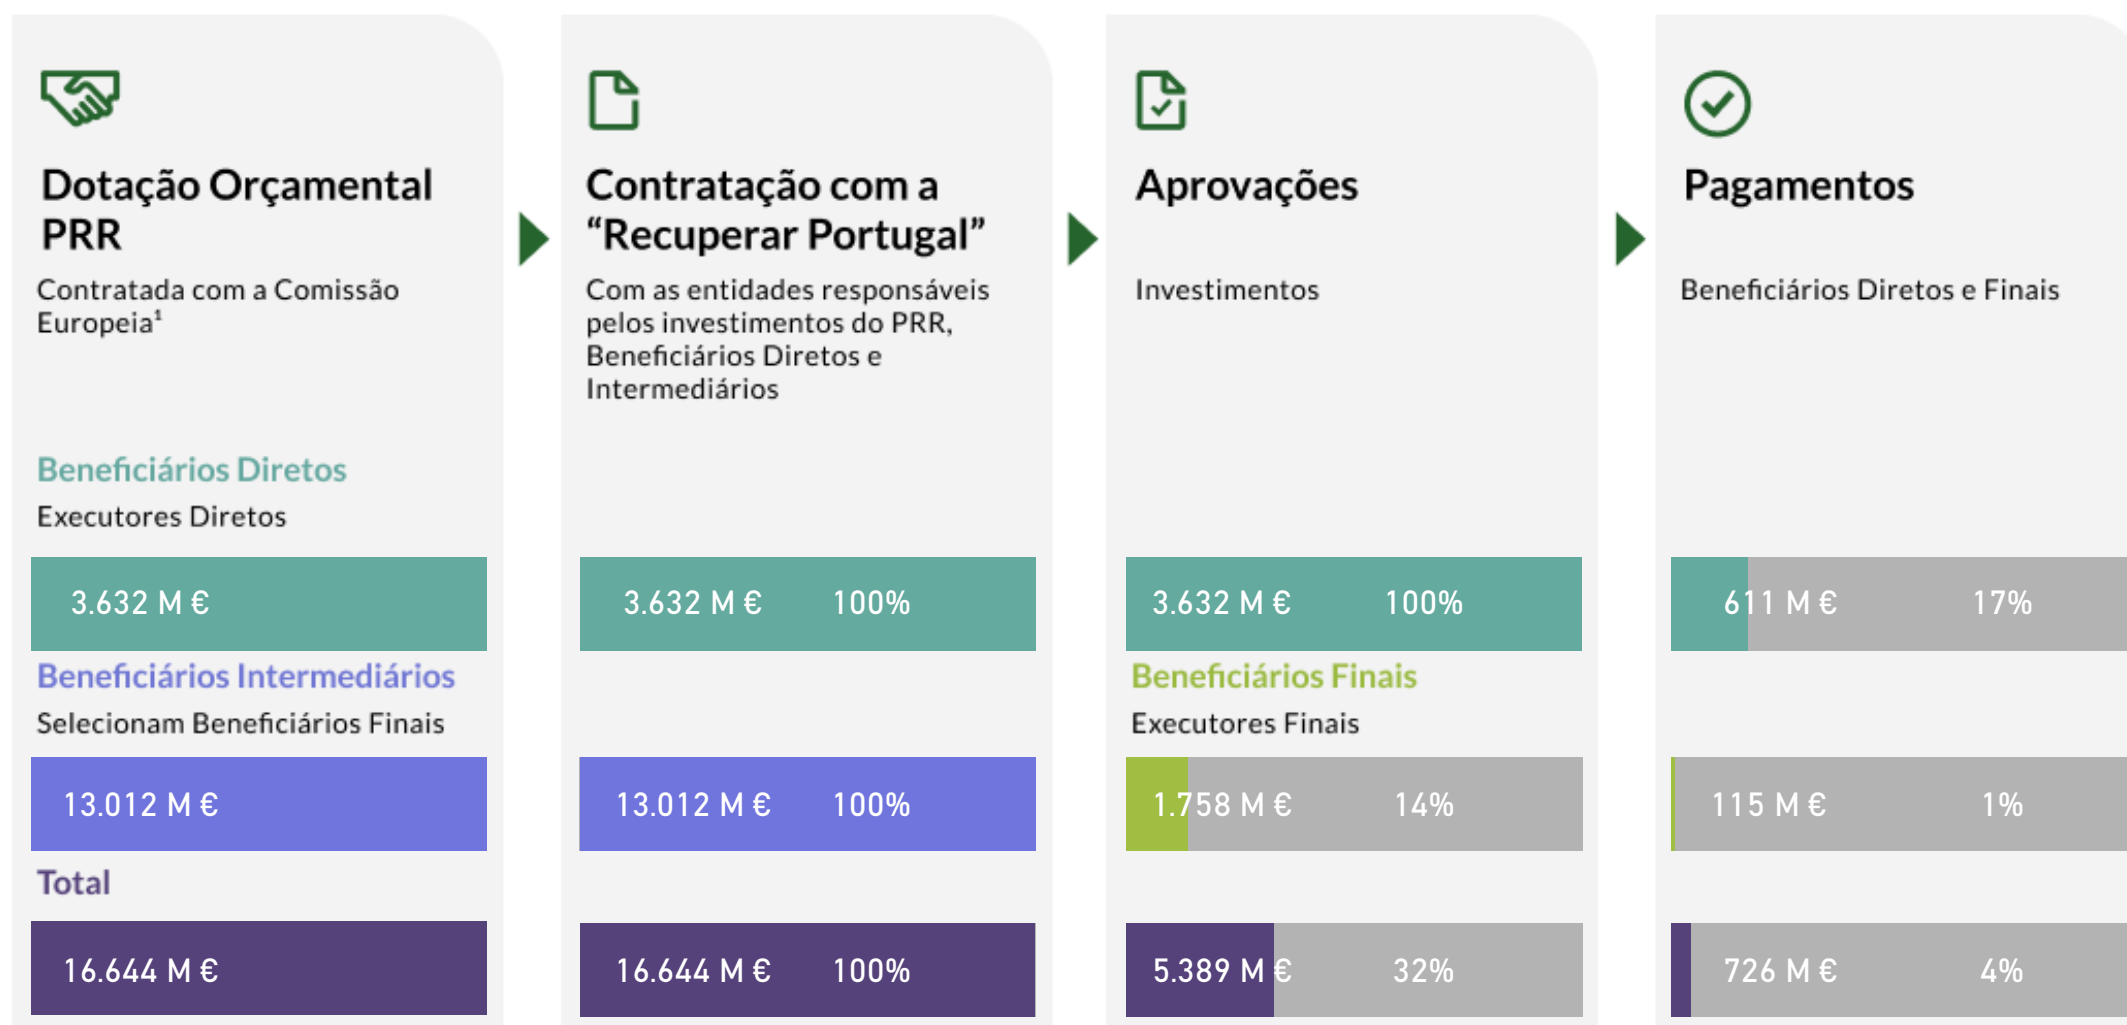 Dotação Orçamental
PRR
Contratada com a Comissão
Europeia¹
Contratação com a
“Recuperar Portugal”
Com as entidades responsáveis
pelos investimentos do PRR,
Beneficiários Diretos e
Intermediários
Aprovações
Investimentos
Pagamentos
Beneficiários Diretos e Finais
Beneficiários Diretos
Executores Diretos
3.632 M €
3.632 M € 100%
3.632 M € 100%
611 M € 17%
Beneficiários Intermediários
Selecionam Beneficiários Finais
Beneficiários Finais
Executores Finais
13.012 M €
13.012 M € 100%
1.758 M € 14%
115 M € 1%
Total
16.644 M €
16.644 M € 100%
5.389 M € 32%
726 M € 4%